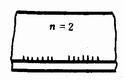 n = 2